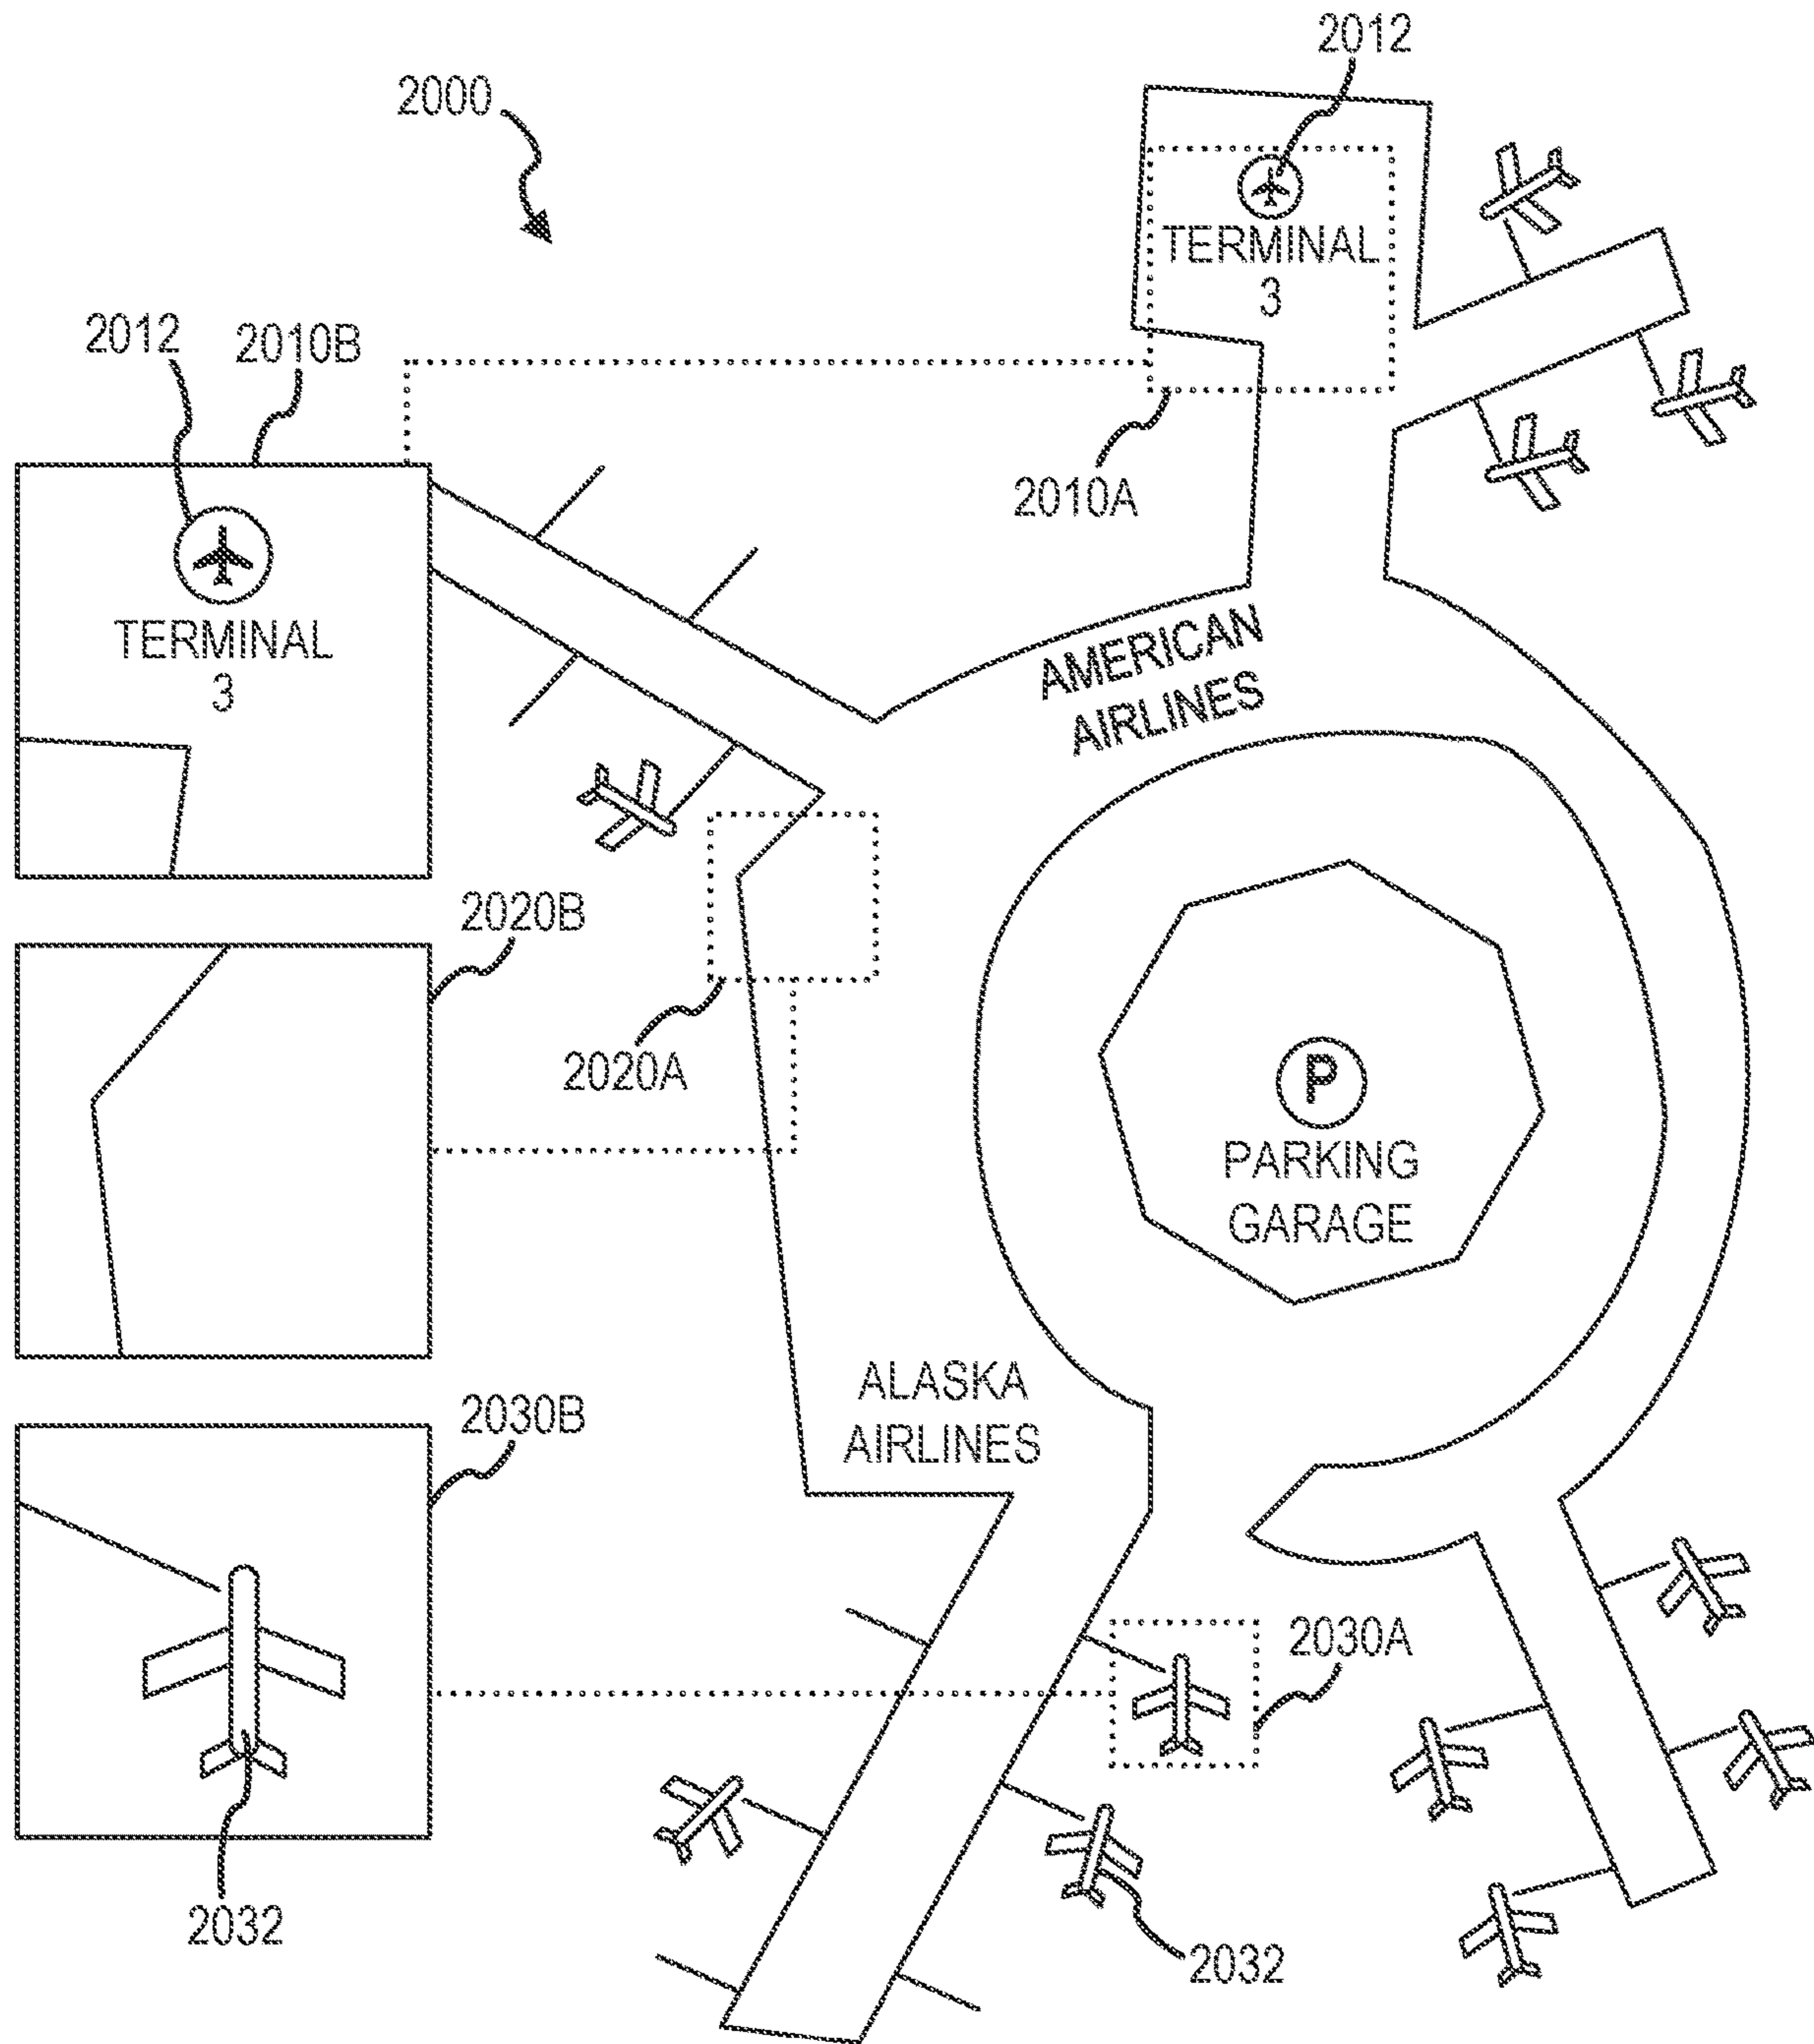 2012
2000
TERMINAL
3
2012
2010B
2010A
TERMINAL
3
AMERICAN
AIRLINES
2020B
2020A
P
PARKING
GARAGE
ALASKA
AIRLINES
2030B
2030A
2032
2032